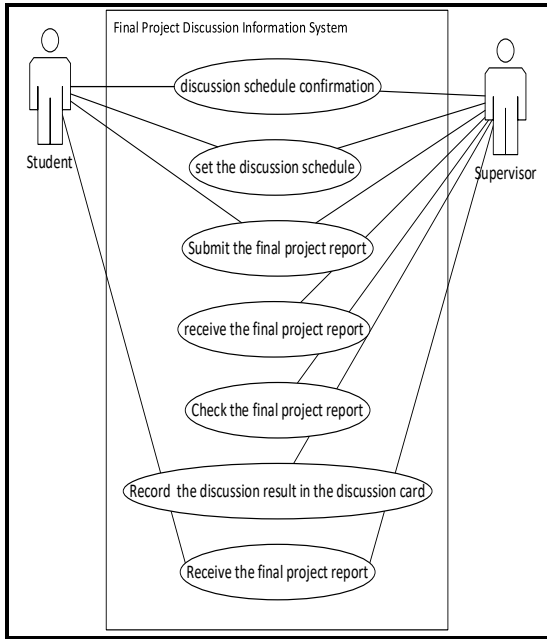 Final Project Discussion Information System
discussion schedule confirmation
Student
Supervisor
set the discussion schedule
Submit the final project report
receive the final project report
Check the final project report
Record the discussion result in the discussion card
Receive the final project report